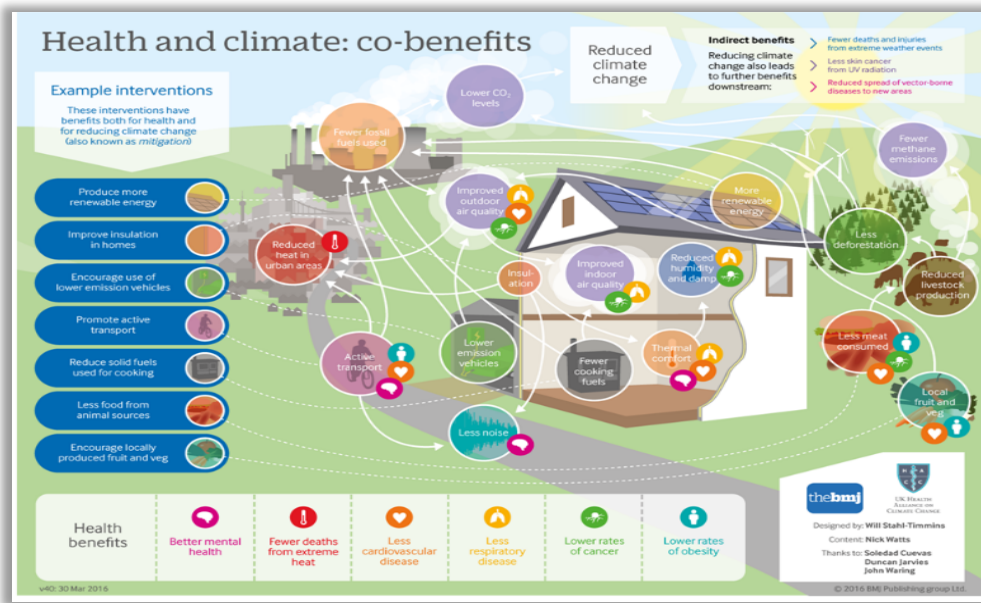 Health and climate: co-benefits
Example interventions
These interventions have
benefits both for health and
for reducing climate change
(also known as mitigation)
Produce more
renewable energy
Improve insulation
in homes
Encourage use of
lower emission vehicles
Promote active
transport
Reduce solid fuels
used for cooking
Less food from
animal sources
Encourage locally
produced fruit and veg
Reduced
climate
change
Indirect benefits
Reducing climate
change also leads
to further benefits
downstream:
Fewer deaths and injuries
from extreme weather events
Less skin cancer
from UV radiation
Reduced spread of vector-borne
diseases to new areas
Lower CO₂
levels
Fewer fossil
fuels used
Fewer
methane
emissions
Improved
outdoor
air quality
More
renewable
energy
Less
deforestation
Reduced
heat in
urban areas
Insul-
ation
Improved
indoor
air quality
Reduced
humidity
and damp
Reduced
livestock
production
Active
transport
Lower
emission
vehicles
Fewer
cooking
fuels
Thermal
comfort
Less meat
consumed
Local
fruit and
veg
Less noise
Health
benefits
Better mental
health
Fewer deaths
from extreme
heat
Less
cardiovascular
disease
Less
respiratory
disease
Lower rates
of cancer
Lower rates
of obesity
thebmj
H A
C C
UK HEALTH
ALLIANCE ON
CLIMATE CHANGE
Designed by: Will Stahl-Timmins
Content: Nick Watts
Thanks to: Soledad Cuevas
Duncan Jarvies
John Waring
v40: 30 Mar 2016
© 2016 BMJ Publishing group Ltd.